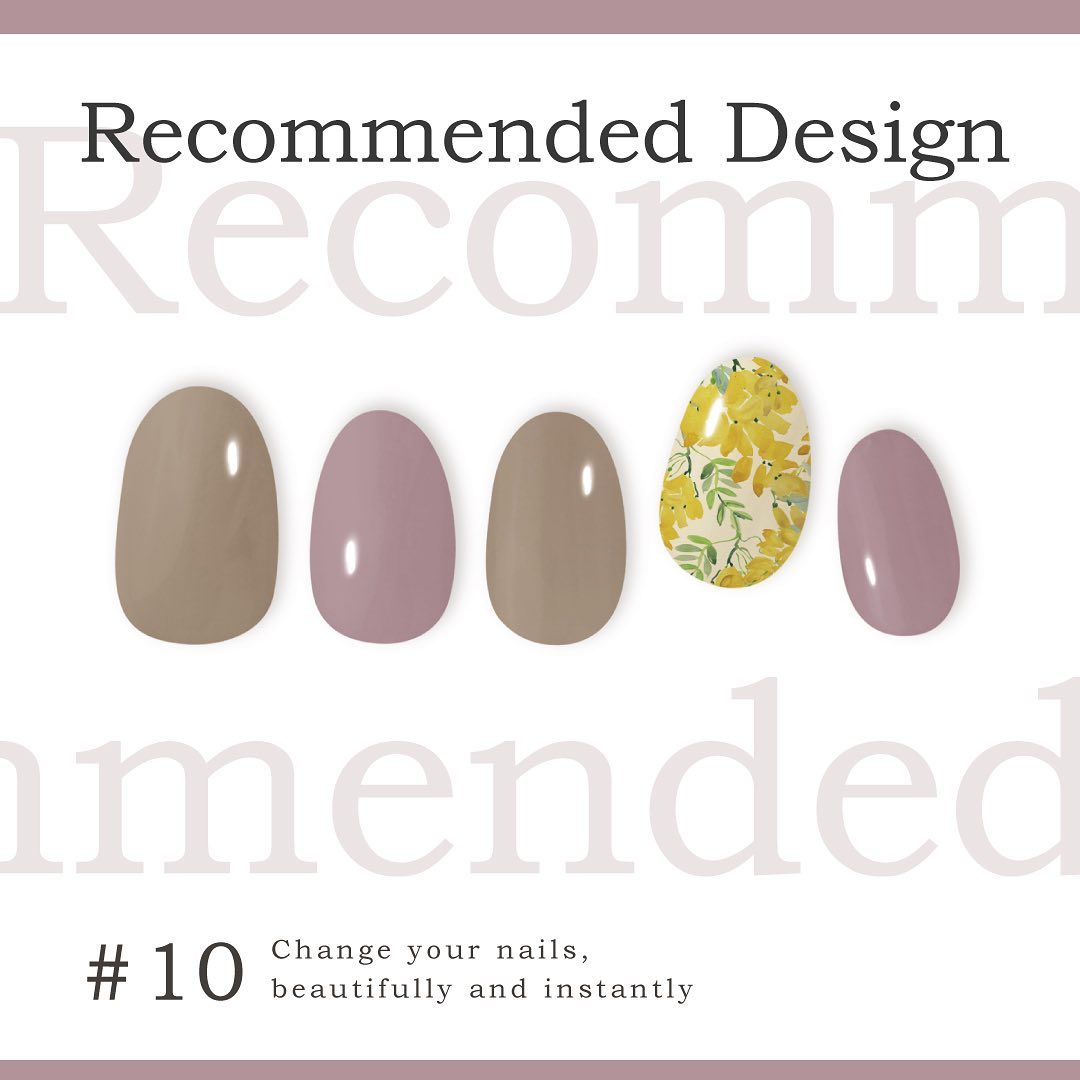 Recommended Design
Recomm
mmended
#10
Change your nails,
beautifully and instantly